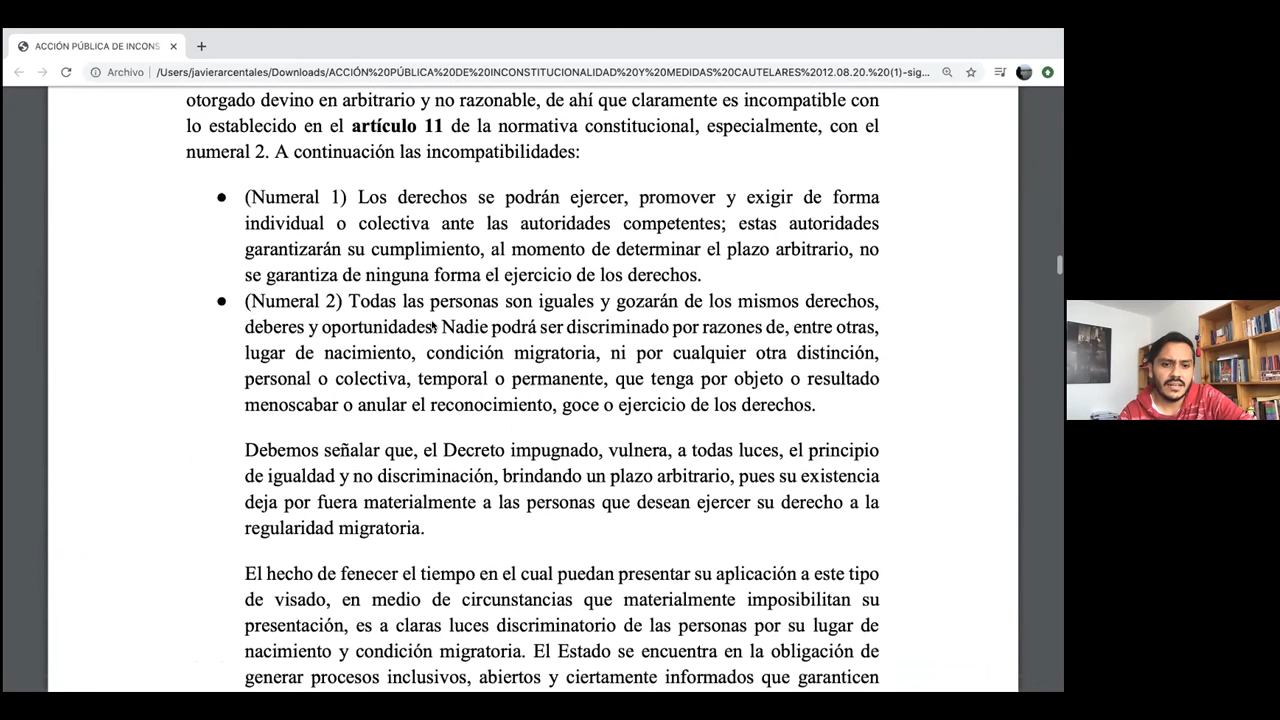 ACCIÓN PÚBLICA DE INCONS
Archivo | /Users/javierarcentales/Downloads/ACCIÓN%20PÚBLICA%20DE%20INCONSTITUCIONALIDAD%20Y%20MEDIDAS%20CAUTELARES%2012.08.20.%20(1)-sig...
otorgado devino en arbitrario y no razonable, de ahí que claramente es incompatible con
lo establecido en el artículo 11 de la normativa constitucional, especialmente, con el
numeral 2. A continuación las incompatibilidades:
● (Numeral 1) Los derechos se podrán ejercer, promover y exigir de forma
individual o colectiva ante las autoridades competentes; estas autoridades
garantizarán su cumplimiento, al momento de determinar el plazo arbitrario, no
se garantiza de ninguna forma el ejercicio de los derechos.
● (Numeral 2) Todas las personas son iguales y gozarán de los mismos derechos,
deberes y oportunidades. Nadie podrá ser discriminado por razones de, entre otras,
lugar de nacimiento, condición migratoria, ni por cualquier otra distinción,
personal o colectiva, temporal o permanente, que tenga por objeto o resultado
menoscabar o anular el reconocimiento, goce o ejercicio de los derechos.
Debemos señalar que, el Decreto impugnado, vulnera, a todas luces, el principio
de igualdad y no discriminación, brindando un plazo arbitrario, pues su existencia
deja por fuera materialmente a las personas que desean ejercer su derecho a la
regularidad migratoria.
El hecho de fenecer el tiempo en el cual puedan presentar su aplicación a este tipo
de visado, en medio de circunstancias que materialmente imposibilitan su
presentación, es a claras luces discriminatorio de las personas por su lugar de
nacimiento y condición migratoria. El Estado se encuentra en la obligación de
generar procesos inclusivos, abiertos y ciertamente informados que garanticen